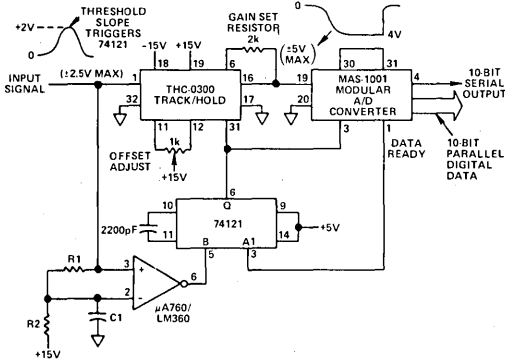 THRESHOLD
SLOPE
TRIGGERS
74121
+2V
0
INPUT
SIGNAL
(±2.5V MAX)
-15V
+15V
GAIN SET
RESISTOR
2k
(±5V
MAX)
0
4V
18
19
6
1
16
32
17
THC-0300
TRACK/HOLD
11
12
31
1k
OFFSET
ADJUST
+15V
30
31
19
4
20
MAS-1001
MODULAR
A/D
CONVERTER
3
1
10-BIT
SERIAL
OUTPUT
DATA
READY
10-BIT
PARALLEL
DIGITAL
DATA
6
Q
10
9
74121
2200pF
11
14
+5V
B
A1
5
3
R1
3
+
6
2
-
μA760/
LM360
C1
R2
+15V